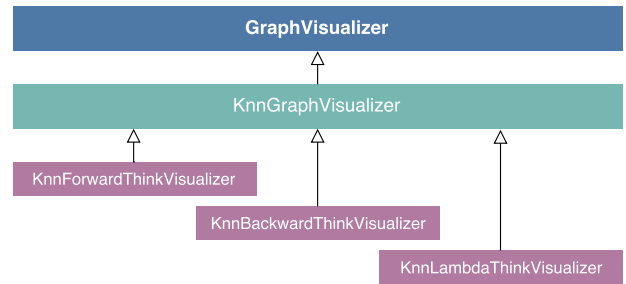 GraphVisualizer
KnnGraphVisualizer
KnnForwardThinkVisualizer
KnnBackwardThinkVisualizer
KnnLambdaThinkVisualizer